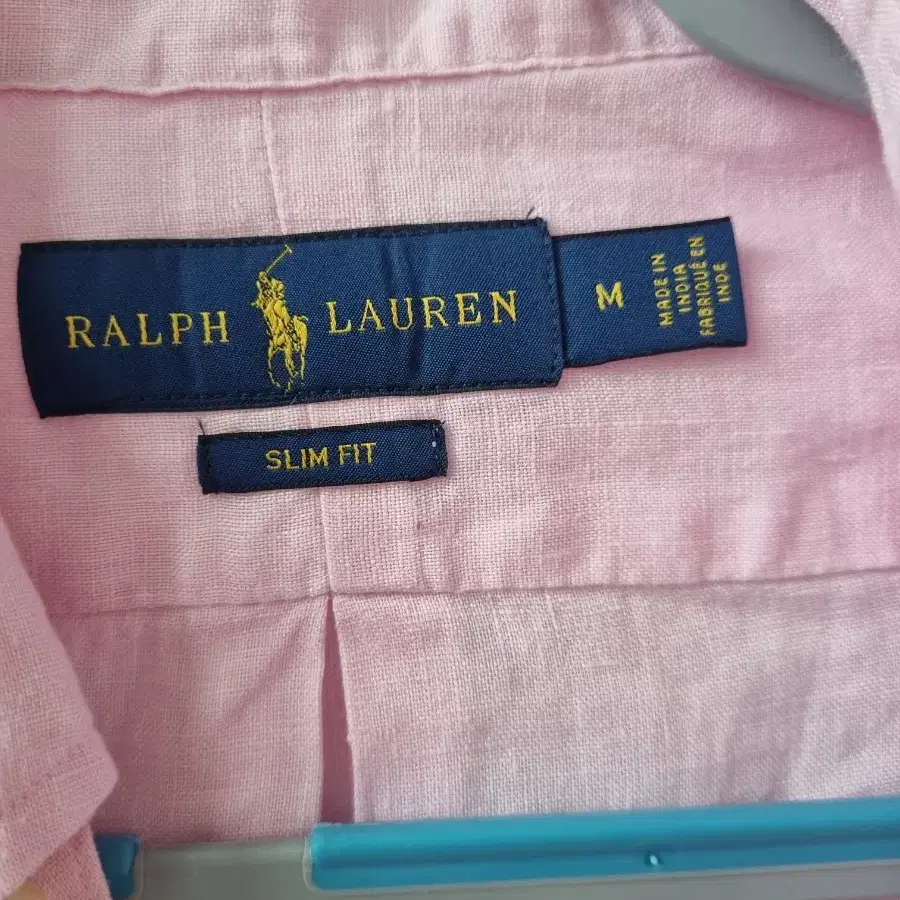 RALPH LAUREN
M
MADE IN
INDIA
FABRIQUÉ EN
INDE
SLIM FIT